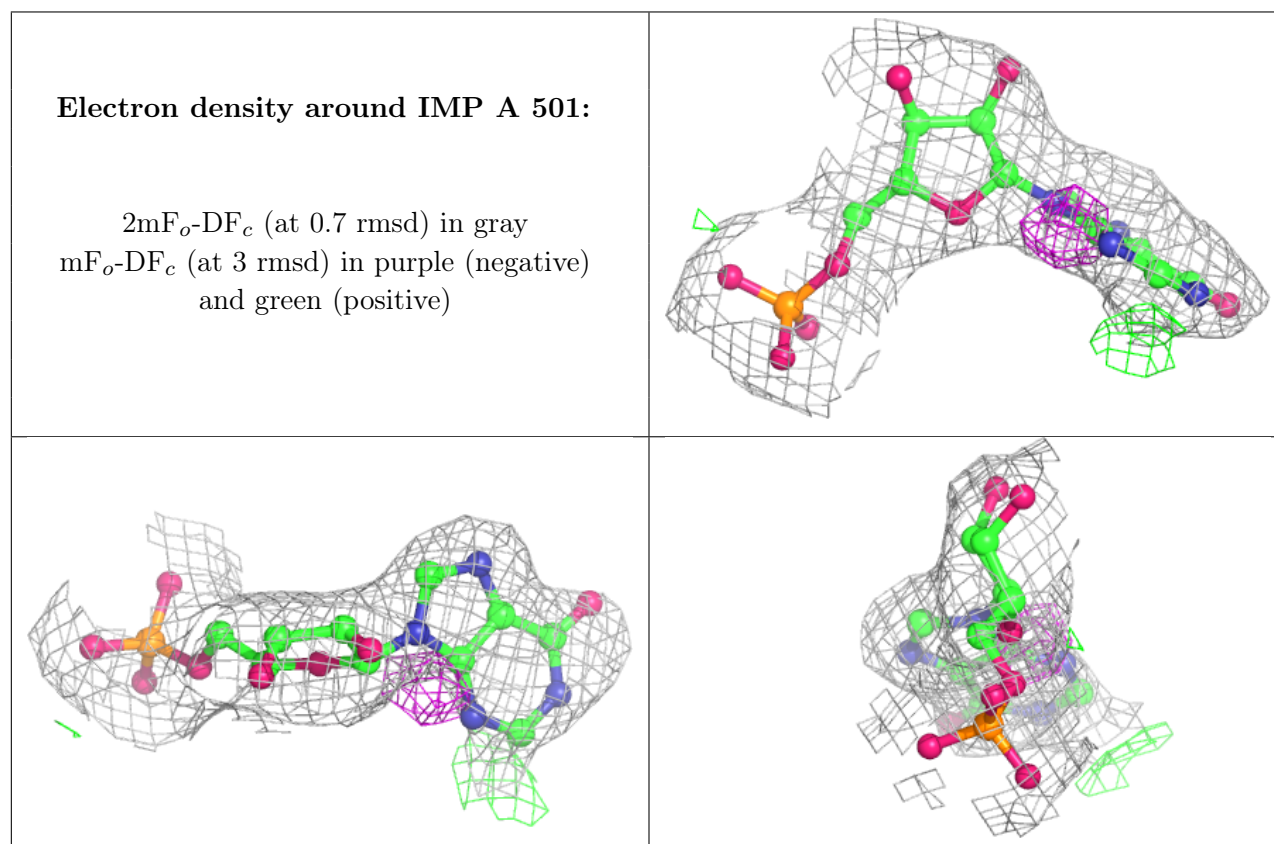 Electron density around IMP A 501:
2mFₒ-DF𝒸 (at 0.7 rmsd) in gray
mFₒ-DF𝒸 (at 3 rmsd) in purple (negative)
and green (positive)